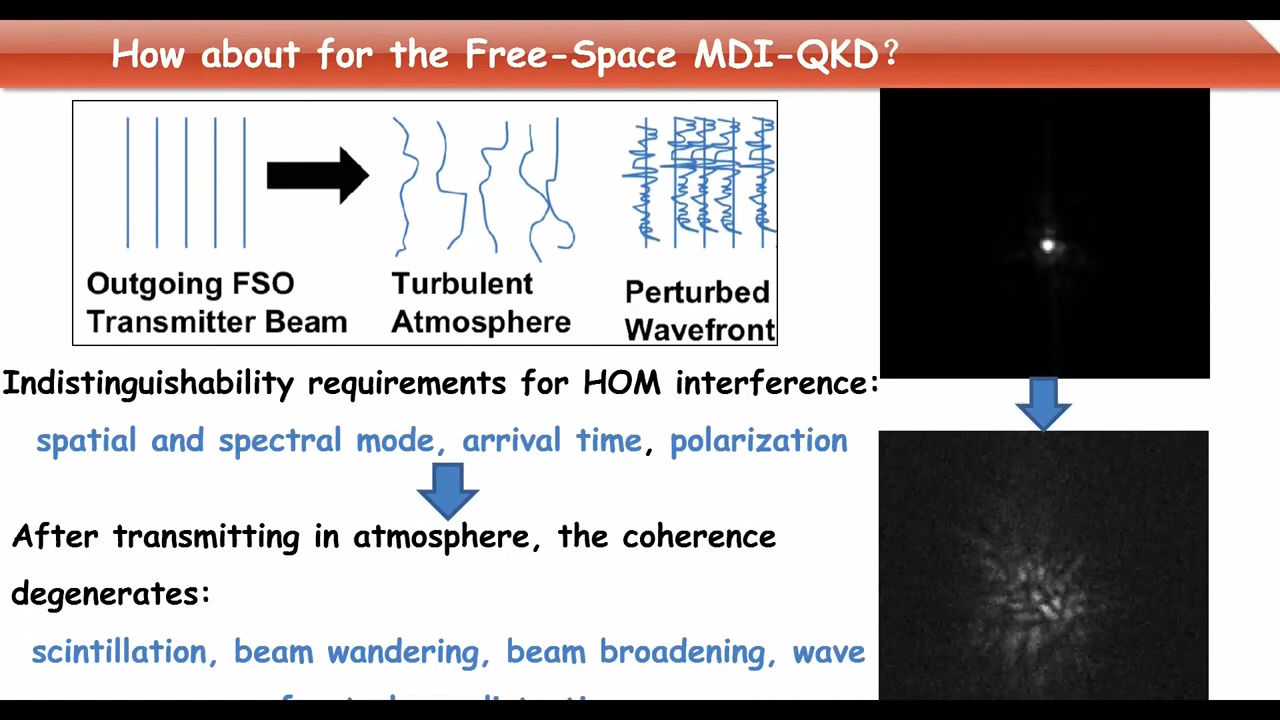 How about for the Free-Space MDI-QKD?
Outgoing FSO
Transmitter Beam
Turbulent
Atmosphere
Perturbed
Wavefront
Indistinguishability requirements for HOM interference:
spatial and spectral mode, arrival time, polarization
After transmitting in atmosphere, the coherence
degenerates:
scintillation, beam wandering, beam broadening, wave